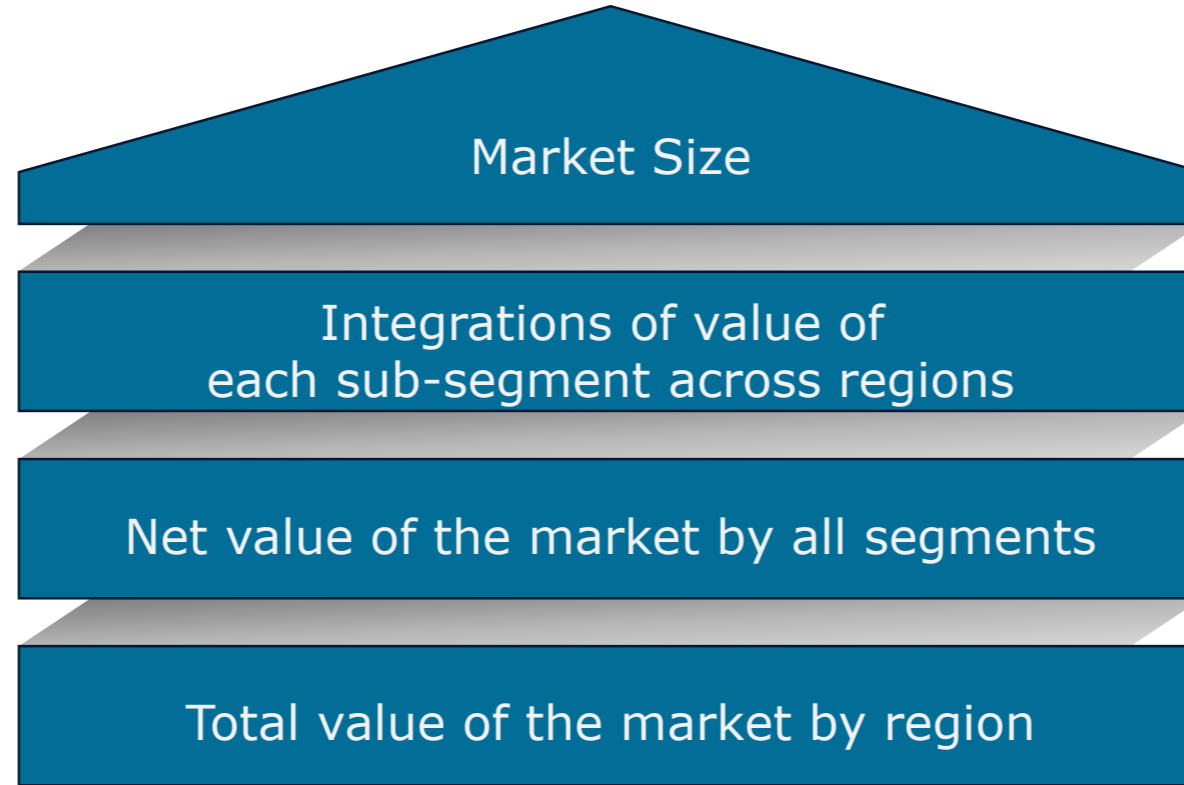 Market Size
Integrations of value of
each sub-segment across regions
Net value of the market by all segments
Total value of the market by region